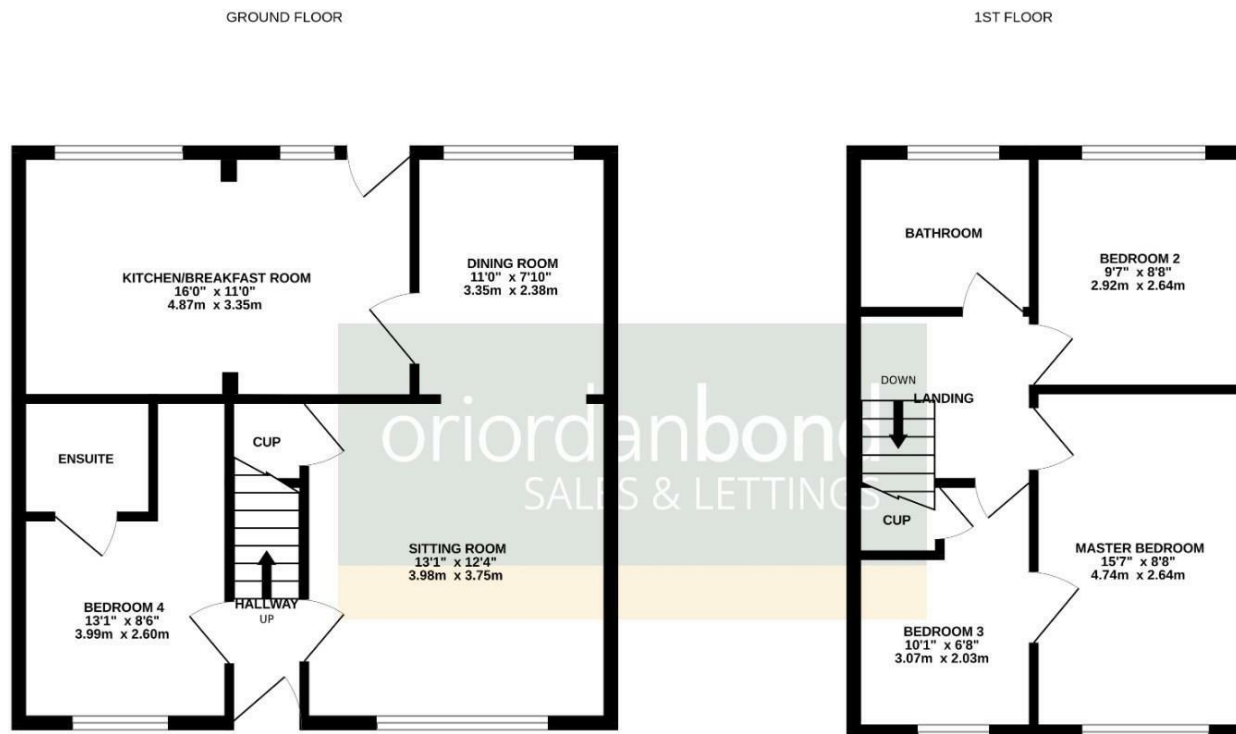 GROUND FLOOR
KITCHEN/BREAKFAST ROOM
16'0" x 11'0"
4.87m x 3.35m
DINING ROOM
11'0" x 7'10"
3.35m x 2.38m
ENSUITE
CUP
BEDROOM 4
13'1" x 8'6"
3.99m x 2.60m
HALLWAY
UP
SITTING ROOM
13'1" x 12'4"
3.98m x 3.75m
oriordanbond
SALES & LETTINGS
1ST FLOOR
BATHROOM
BEDROOM 2
9'7" x 8'8"
2.92m x 2.64m
DOWN
LANDING
CUP
MASTER BEDROOM
15'7" x 8'8"
4.74m x 2.64m
BEDROOM 3
10'1" x 6'8"
3.07m x 2.03m